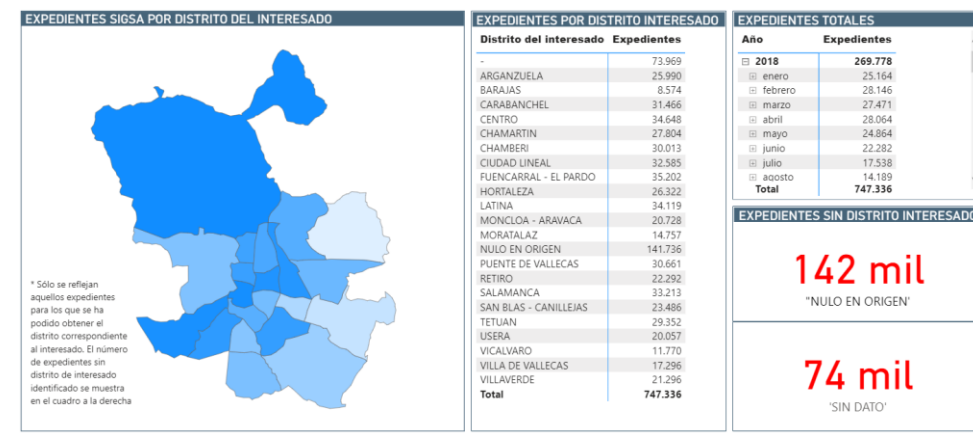 EXPEDIENTES SIGSA POR DISTRITO DEL INTERESADO
* Sólo se reflejan
aquellos expedientes
para los que se ha
podido obtener el
distrito correspondiente
al interesado. El número
de expedientes sin
distrito de interesado
identificado se muestra
en el cuadro a la derecha
EXPEDIENTES POR DISTRITO INTERESADO
Distrito del interesado Expedientes
- 73.969
ARGANZUELA 25.990
BARAJAS 8.574
CARABANCHEL 31.466
CENTRO 34.648
CHAMARTIN 27.804
CHAMBERI 30.013
CIUDAD LINEAL 32.585
FUENCARRAL - EL PARDO 35.202
HORTALEZA 26.322
LATINA 34.119
MONCLOA - ARAVACA 20.728
MORATALAZ 14.757
NULO EN ORIGEN 141.736
PUENTE DE VALLECAS 30.661
RETIRO 22.292
SALAMANCA 33.213
SAN BLAS - CANILLEJAS 23.486
TETUAN 29.352
USERA 20.057
VICALVARO 11.770
VILLA DE VALLECAS 17.296
VILLAVERDE 21.296
Total 747.336
EXPEDIENTES TOTALES
Año Expedientes
2018 269.778
enero 25.164
febrero 28.146
marzo 27.471
abril 28.064
mayo 24.864
junio 22.282
julio 17.538
agosto 14.189
Total 747.336
EXPEDIENTES SIN DISTRITO INTERESADO
142 mil
"NULO EN ORIGEN'
74 mil
'SIN DATO'